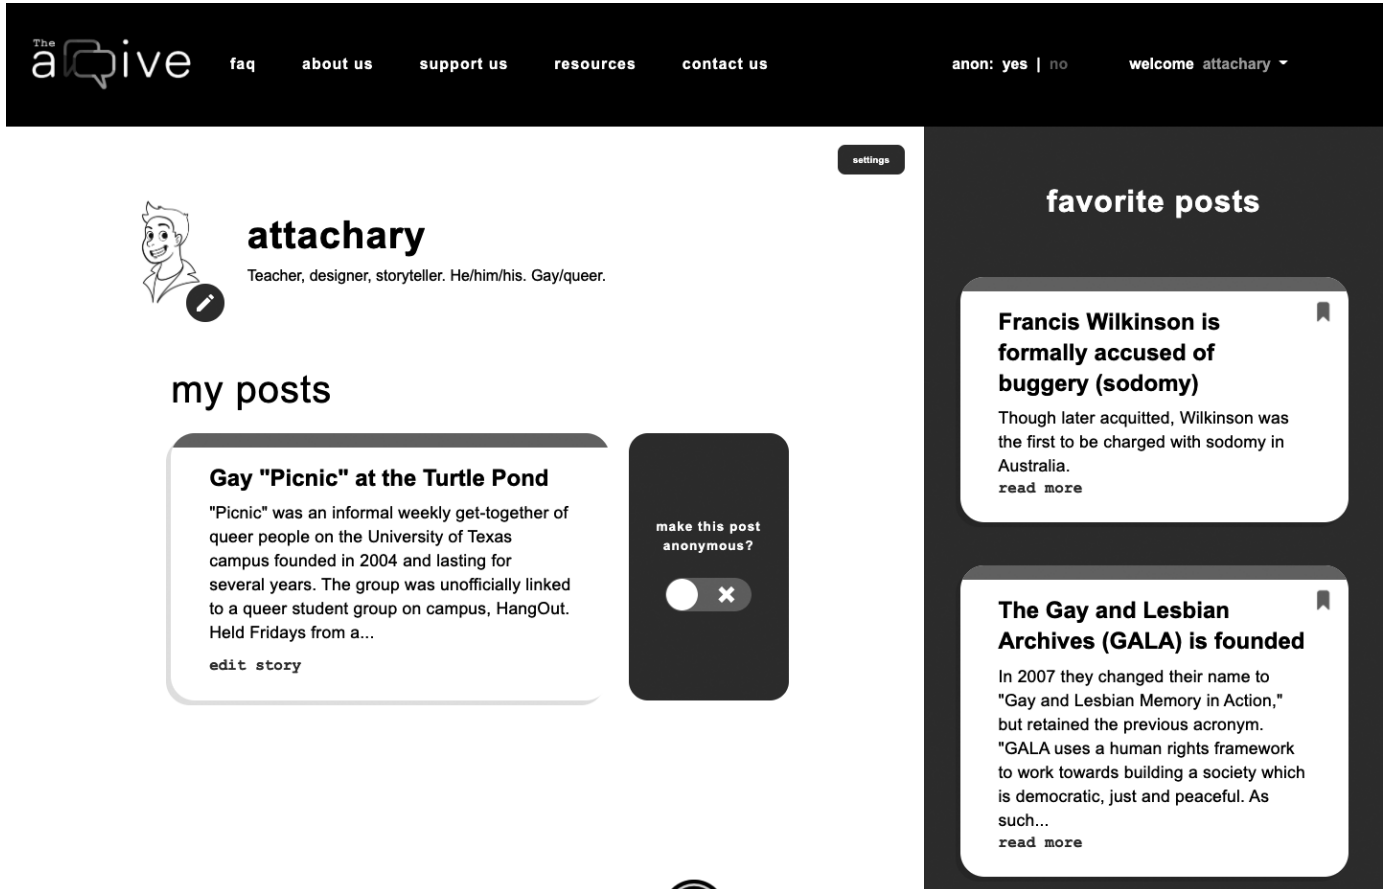 The
a ive
faq about us support us resources contact us
anon: yes | no
welcome attachary
settings
attachary
Teacher, designer, storyteller. He/him/his. Gay/queer.
my posts
Gay "Picnic" at the Turtle Pond
"Picnic" was an informal weekly get-together of
queer people on the University of Texas
campus founded in 2004 and lasting for
several years. The group was unofficially linked
to a queer student group on campus, HangOut.
Held Fridays from a...
edit story
make this post
anonymous?
favorite posts
Francis Wilkinson is
formally accused of
buggery (sodomy)
Though later acquitted, Wilkinson was
the first to be charged with sodomy in
Australia.
read more
The Gay and Lesbian
Archives (GALA) is founded
In 2007 they changed their name to
"Gay and Lesbian Memory in Action,"
but retained the previous acronym.
"GALA uses a human rights framework
to work towards building a society which
is democratic, just and peaceful. As
such...
read more